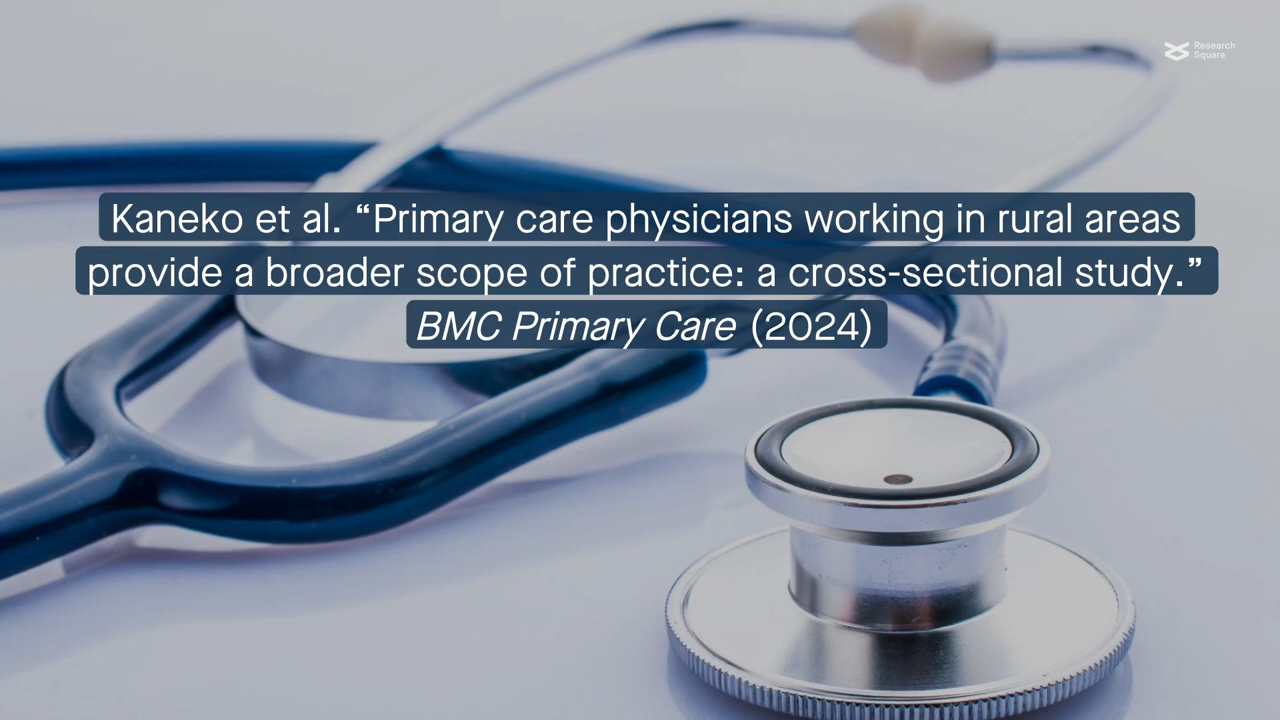 Research
Square
Kaneko et al. “Primary care physicians working in rural areas
provide a broader scope of practice: a cross-sectional study.”
BMC Primary Care (2024)